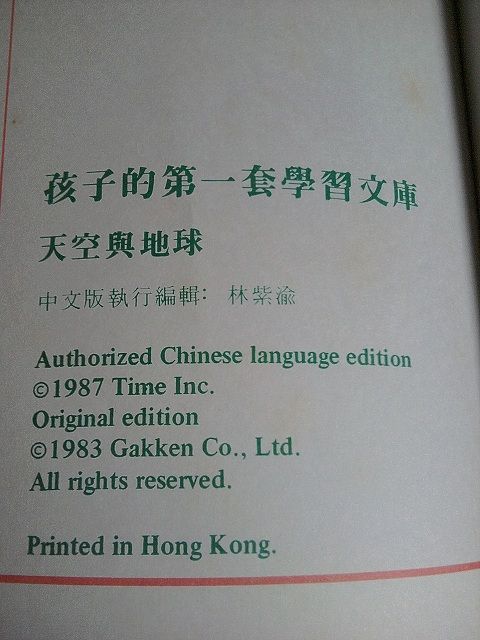 孩子的第一套學習文庫
天空與地球
中文版執行編輯: 林紫渝
Authorized Chinese language edition
©1987 Time Inc.
Original edition
©1983 Gakken Co., Ltd.
All rights reserved.
Printed in Hong Kong.